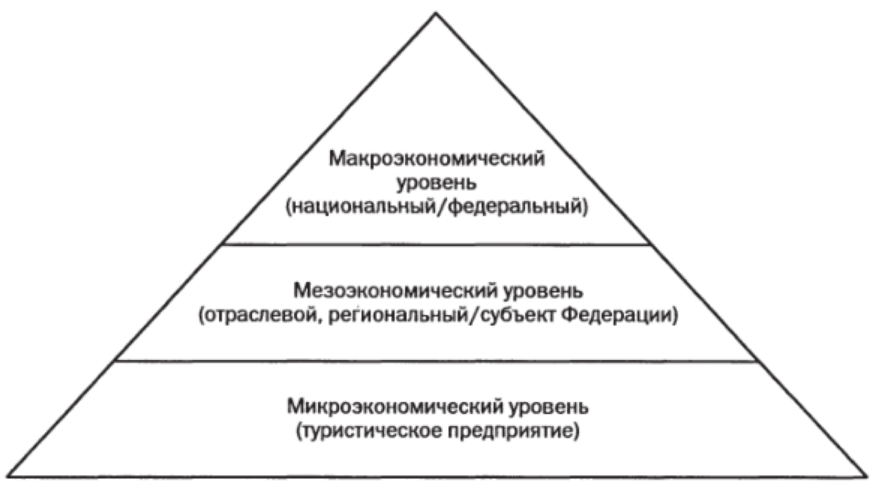 Макроэкономический
уровень
(национальный/федеральный)
Мезоэкономический уровень
(отраслевой, региональный/субъект Федерации)
Микроэкономический уровень
(туристическое предприятие)